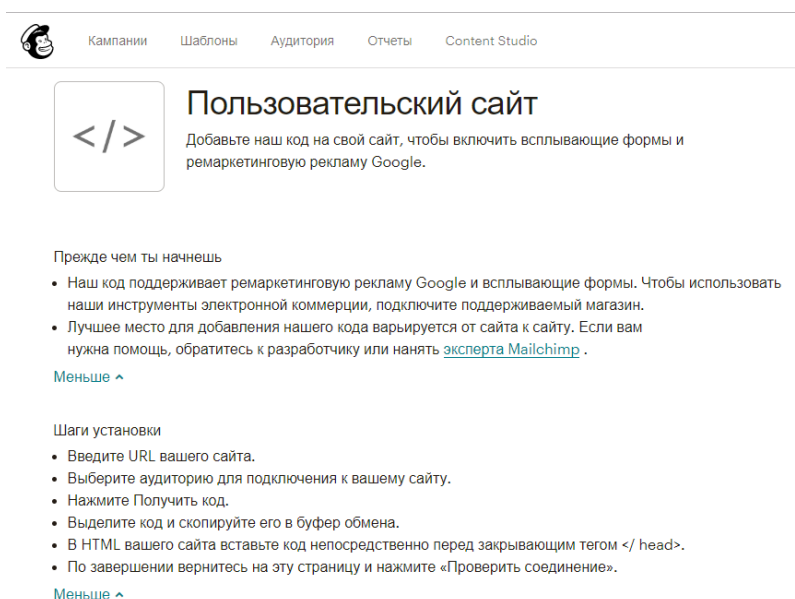 Кампании Шаблоны Аудитория Отчеты Content Studio
</>
Пользовательский сайт
Добавьте наш код на свой сайт, чтобы включить всплывающие формы и
ремаркетинговую рекламу Google.
Прежде чем ты начнешь
• Наш код поддерживает ремаркетинговую рекламу Google и всплывающие формы. Чтобы использовать
наши инструменты электронной коммерции, подключите поддерживаемый магазин.
• Лучшее место для добавления нашего кода варьируется от сайта к сайту. Если вам
нужна помощь, обратитесь к разработчику или нанять эксперта Mailchimp .
Меньше
Шаги установки
• Введите URL вашего сайта.
• Выберите аудиторию для подключения к вашему сайту.
• Нажмите Получить код.
• Выделите код и скопируйте его в буфер обмена.
• В HTML вашего сайта вставьте код непосредственно перед закрывающим тегом </ head>.
• По завершении вернитесь на эту страницу и нажмите «Проверить соединение».
Меньше